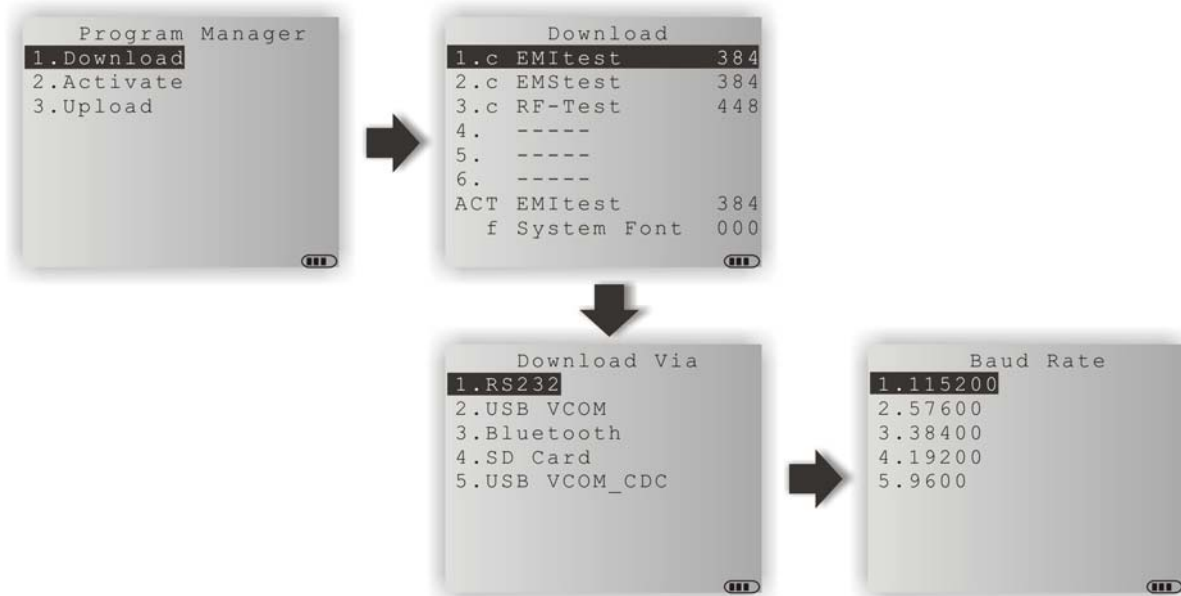 Program Manager
1.Download
2.Activate
3.Upload
Download
1.c EMItest 384
2.c EMStest 384
3.c RF-Test 448
4. -----
5. -----
6. -----
ACT EMItest 384
f System Font 000
Download Via
1.RS232
2.USB VCOM
3.Bluetooth
4.SD Card
5.USB VCOM_CDC
Baud Rate
1.115200
2.57600
3.38400
4.19200
5.9600